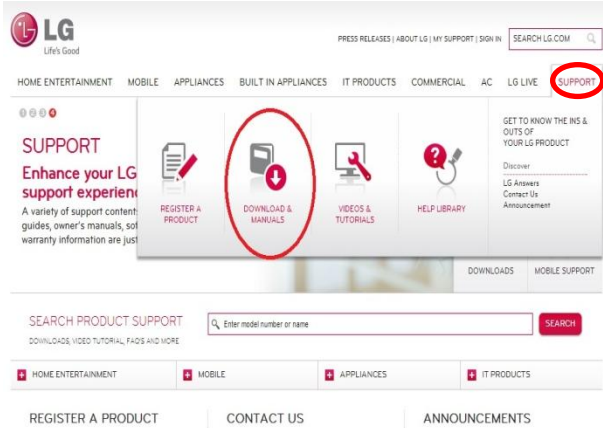 LG
Life's Good
PRESS RELEASES | ABOUT LG | MY SUPPORT | SIGN IN
SEARCH LG.COM
HOME ENTERTAINMENT MOBILE APPLIANCES BUILT IN APPLIANCES IT PRODUCTS COMMERCIAL AC LG LIVE SUPPORT
SUPPORT
Enhance your LG
support experien
A variety of support content
guides, owner's manuals, sof
warranty information are just
REGISTER A
PRODUCT
DOWNLOAD &
MANUALS
VIDEOS &
TUTORIALS
HELP LIBRARY
GET TO KNOW THE INS &
OUTS OF
YOUR LG PRODUCT
Discover
LG Answers
Contact Us
Announcement
DOWNLOADS MOBILE SUPPORT
SEARCH PRODUCT SUPPORT
DOWNLOADS, VIDEO TUTORIAL, FAQ'S AND MORE
Enter model number or name
SEARCH
HOME ENTERTAINMENT MOBILE APPLIANCES IT PRODUCTS
REGISTER A PRODUCT CONTACT US ANNOUNCEMENTS